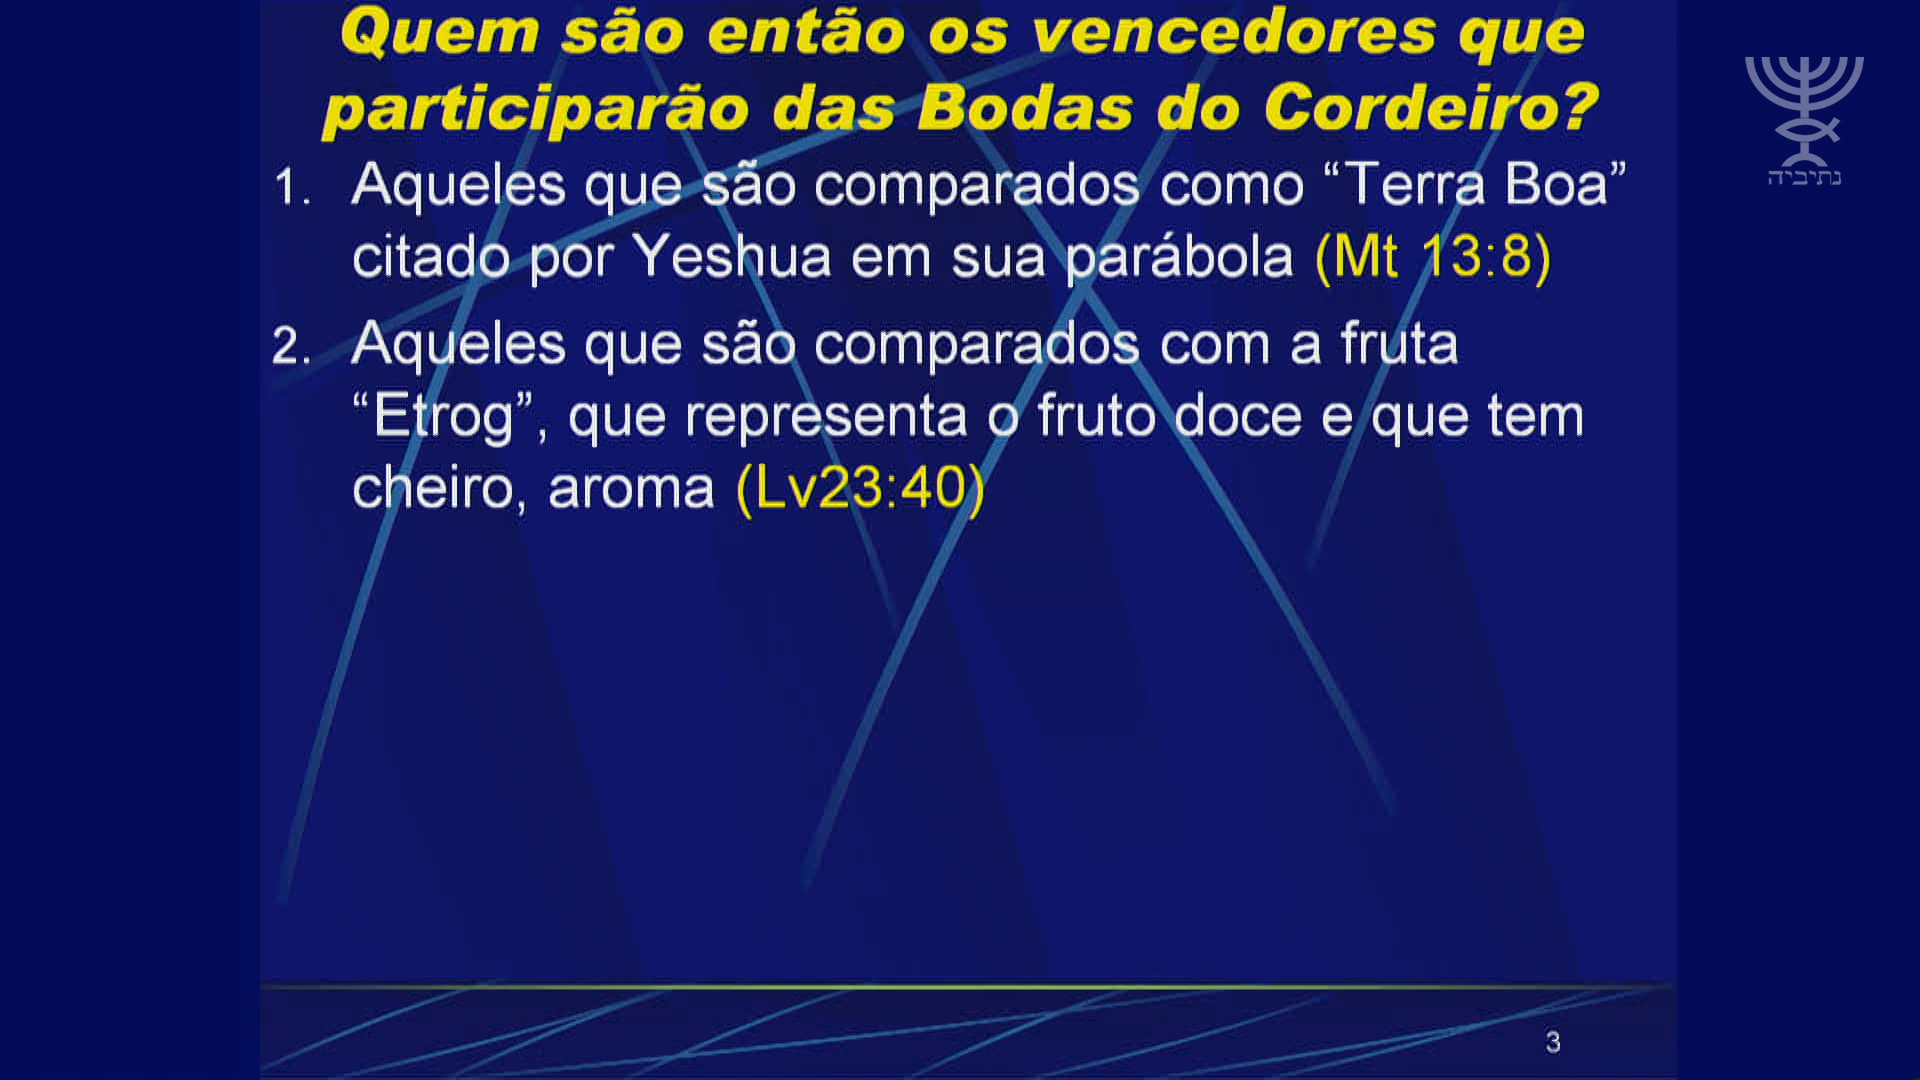 Quem são então os vencedores que
participarão das Bodas do Cordeiro?
1. Aqueles que são comparados como “Terra Boa”
citado por Yeshua em sua parábola (Mt 13:8)
2. Aqueles que são comparados com a fruta
“Etrog”, que representa o fruto doce e que tem
cheiro, aroma (Lv23:40)
נתיביה
3